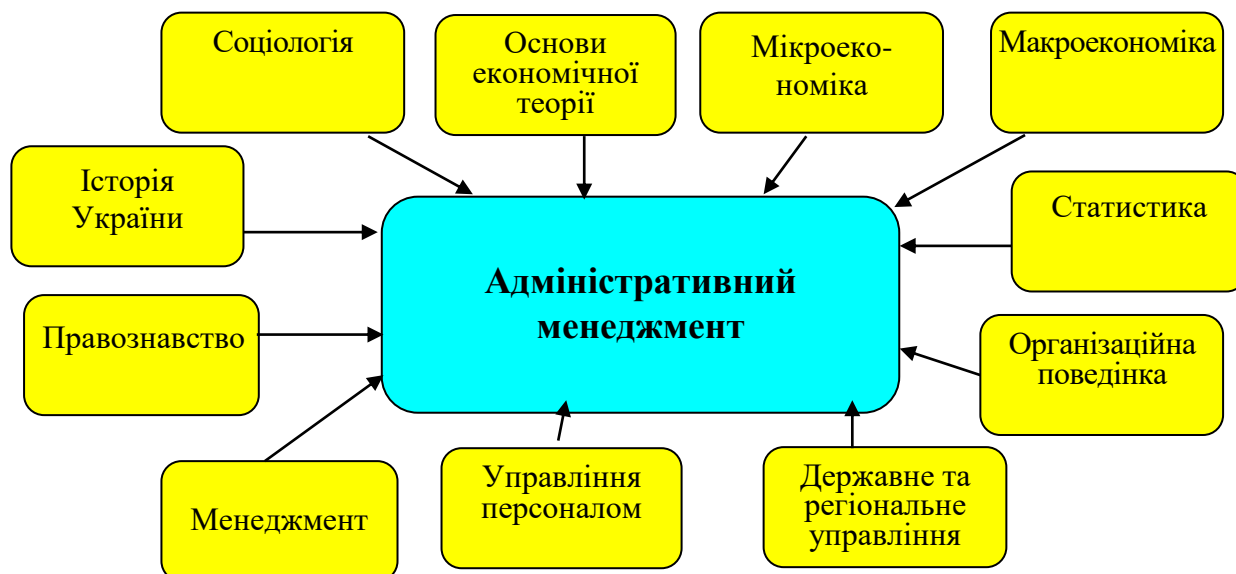 Соціологія
Основи
економічної
теорії
Мікроеко-
номіка
Макроекономіка
Історія
України
Статистика
Адміністративний
менеджмент
Правознавство
Організаційна
поведінка
Менеджмент
Управління
персоналом
Державне та
регіональне
управління